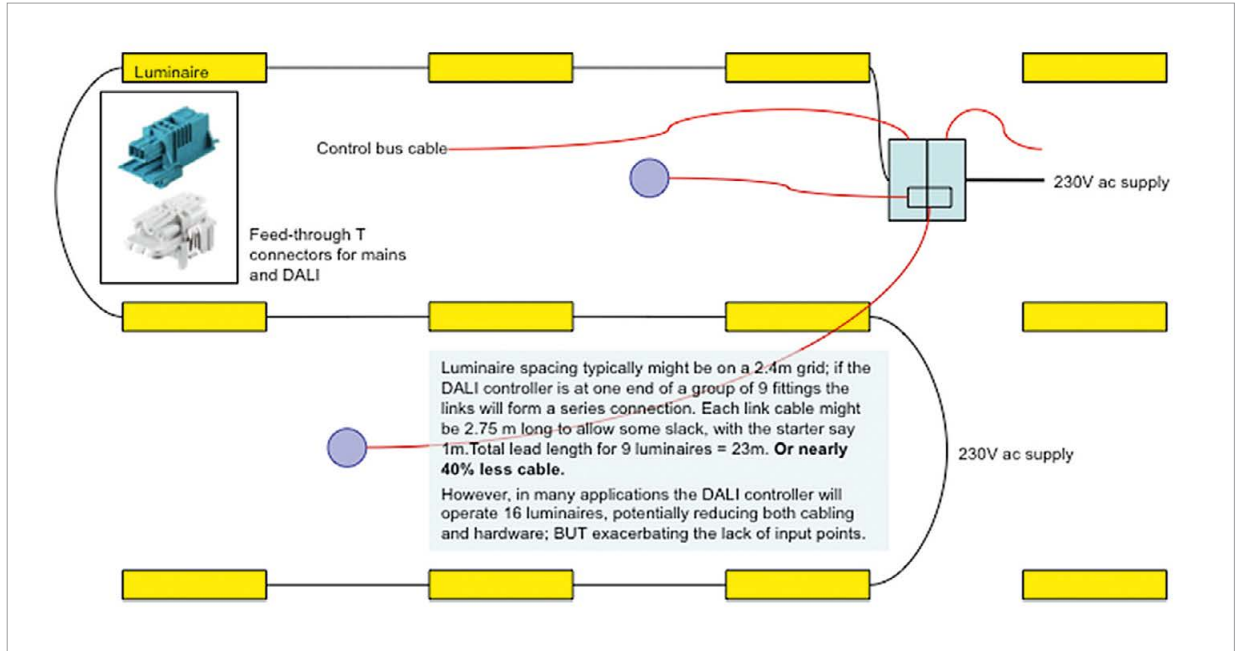 Luminaire
Control bus cable
230V ac supply
Feed-through T
connectors for mains
and DALI
Luminaire spacing typically might be on a 2.4m grid; if the
DALI controller is at one end of a group of 9 fittings the
links will form a series connection. Each link cable might
be 2.75 m long to allow some slack, with the starter say
1m.Total lead length for 9 luminaires = 23m. Or nearly
40% less cable.
However, in many applications the DALI controller will
operate 16 luminaires, potentially reducing both cabling
and hardware; BUT exacerbating the lack of input points.
230V ac supply